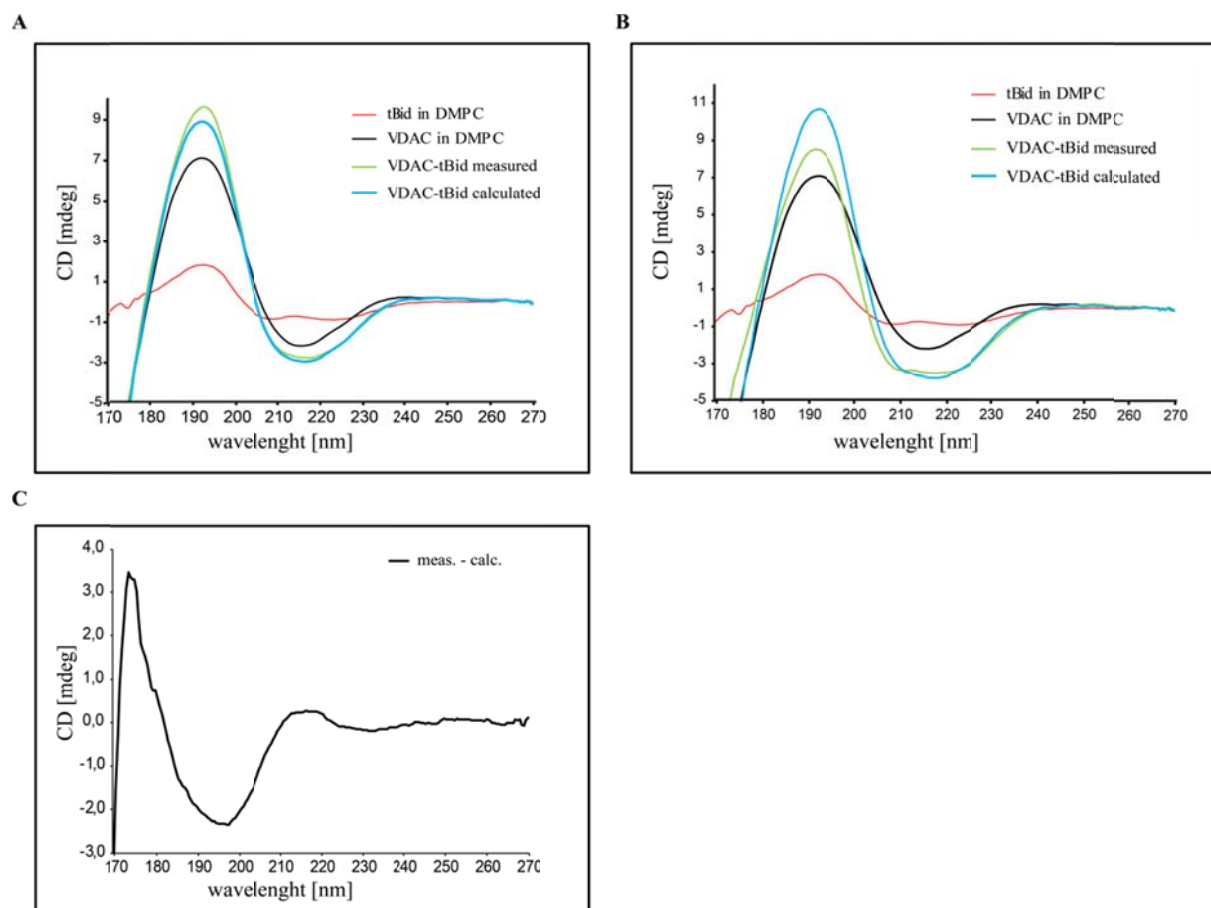 A
CD [mdeg]
9
7
5
3
1
-1
-3
-5
170 180 190 200 210 220 230 240 250 260 270
wavelenght [nm]
tBid in DMPC
VDAC in DMPC
VDAC-tBid measured
VDAC-tBid calculated
B
CD [mdeg]
11
9
7
5
3
1
-1
-3
-5
170 180 190 200 210 220 230 240 250 260 270
wavelenght [nm]
tBid in DMPC
VDAC in DMPC
VDAC-tBid measured
VDAC-tBid calculated
C
CD [mdeg]
4,0
3,0
2,0
1,0
0,0
-1,0
-2,0
-3,0
170 180 190 200 210 220 230 240 250 260 270
wavelenght [nm]
meas. - calc.